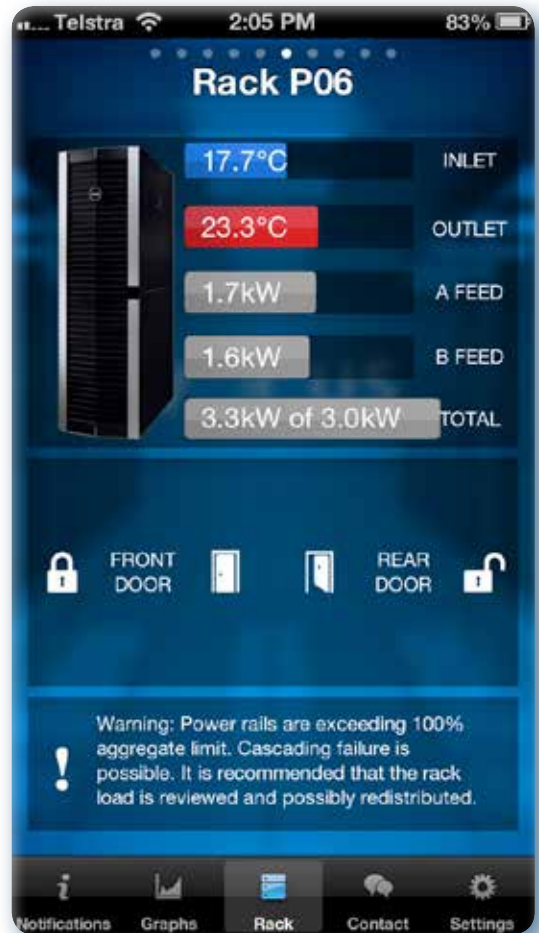 Telstra 2:05 PM 83%
Rack P06
17.7°C INLET
23.3°C OUTLET
1.7kW A FEED
1.6kW B FEED
3.3kW of 3.0kW TOTAL
FRONT
DOOR
REAR
DOOR
Warning: Power rails are exceeding 100%
aggregate limit. Cascading failure is
possible. It is recommended that the rack
load is reviewed and possibly redistributed.
Notifications Graphs Rack Contact Settings